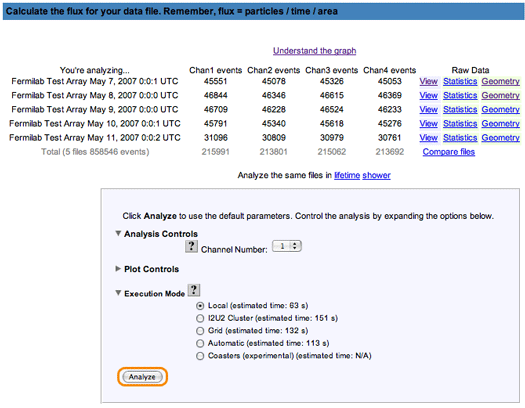 Calculate the flux for your data file. Remember, flux = particles / time / area
Understand the graph
You're analyzing... Chan1 events Chan2 events Chan3 events Chan4 events Raw Data
Fermilab Test Array May 7, 2007 0:0:1 UTC 45551 45078 45326 45053 View Statistics Geometry
Fermilab Test Array May 8, 2007 0:0:0 UTC 46844 46346 46615 46369 View Statistics Geometry
Fermilab Test Array May 9, 2007 0:0:0 UTC 46709 46228 46524 46233 View Statistics Geometry
Fermilab Test Array May 10, 2007 0:0:1 UTC 45791 45340 45618 45276 View Statistics Geometry
Fermilab Test Array May 11, 2007 0:0:2 UTC 31096 30809 30979 30761 View Statistics Geometry
Total (5 files 858546 events) 215991 213801 215062 213692 Compare files
Analyze the same files in lifetime shower
Click Analyze to use the default parameters. Control the analysis by expanding the options below.
Analysis Controls
? Channel Number: 1
Plot Controls
Execution Mode ?
Local (estimated time: 63 s)
I2U2 Cluster (estimated time: 151 s)
Grid (estimated time: 132 s)
Automatic (estimated time: 113 s)
Coasters (experimental) (estimated time: N/A)
Analyze